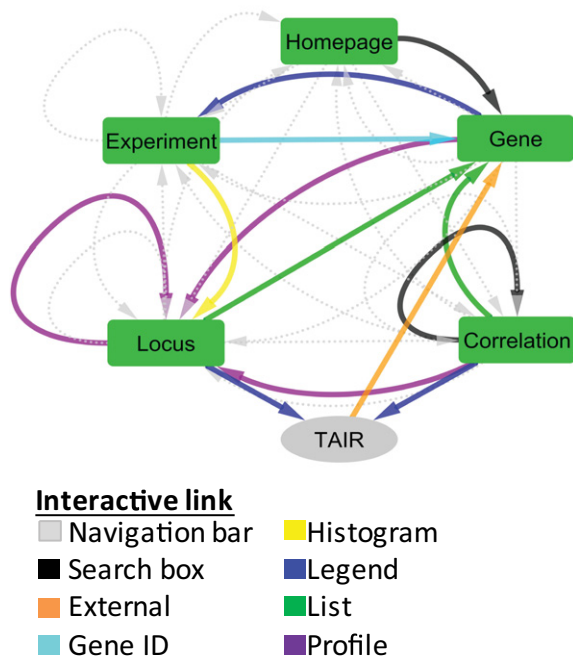 Homepage
Experiment
Gene
Locus
Correlation
TAIR
Interactive link
Navigation bar
Histogram
Search box
Legend
External
List
Gene ID
Profile